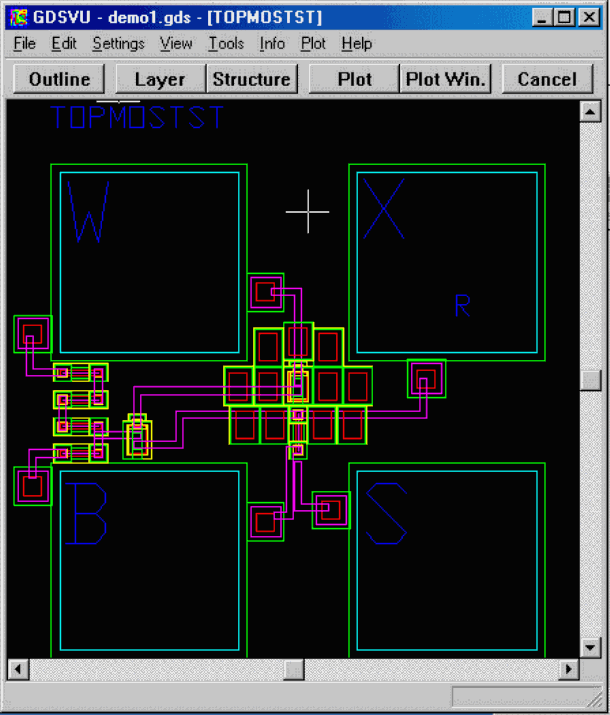 GDSVU - demo1.gds - [TOPMOSTST]
File Edit Settings View Tools Info Plot Help
Outline Layer Structure Plot Plot Win. Cancel
TOPMOSTST
W X
R
B S